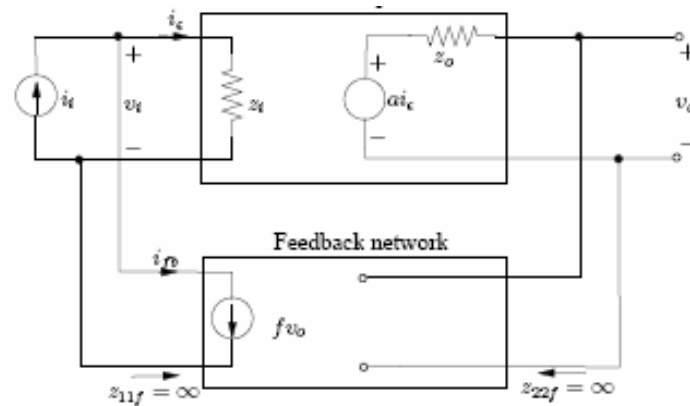 i_ε
+ + +
z_o
i_i v_i z_i ai_ε v_o
− − −
Feedback network
i_fb
fv_o
z_11f = ∞ z_22f = ∞